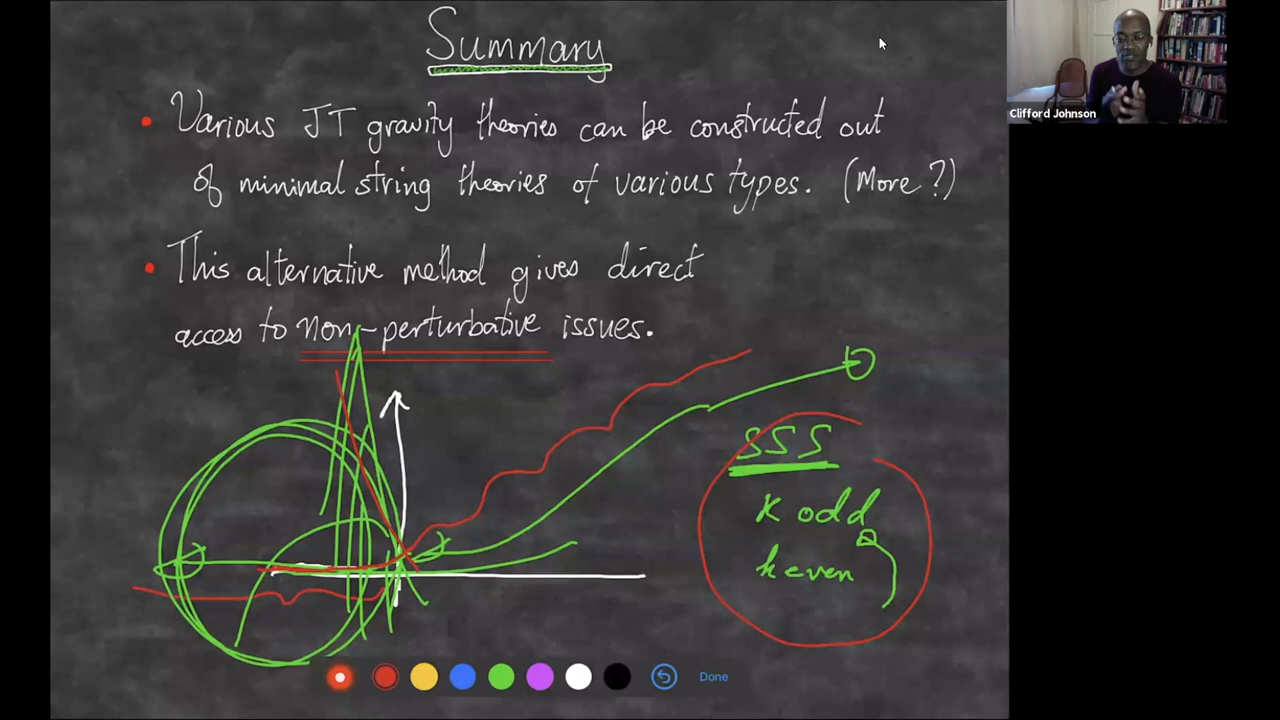 Summary
• Various JT gravity theories can be constructed out
of minimal string theories of various types. (More?)
• This alternative method gives direct
access to non-perturbative issues.
SSS
k odd
k even
Done
Clifford Johnson